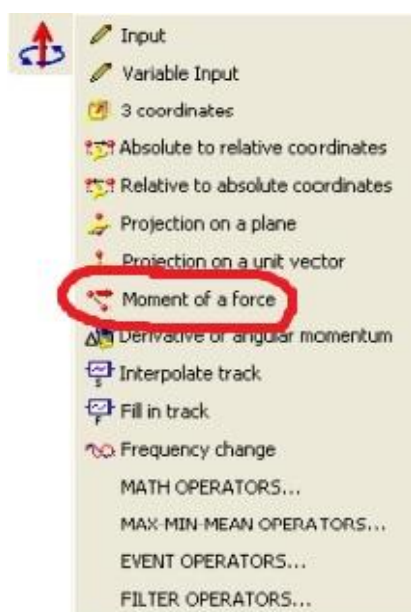 Input
Variable Input
3 coordinates
Absolute to relative coordinates
Relative to absolute coordinates
Projection on a plane
Projection on a unit vector
Moment of a force
Derivative of angular momentum
Interpolate track
Fill in track
Frequency change
MATH OPERATORS...
MAX-MIN-MEAN OPERATORS...
EVENT OPERATORS...
FILTER OPERATORS...